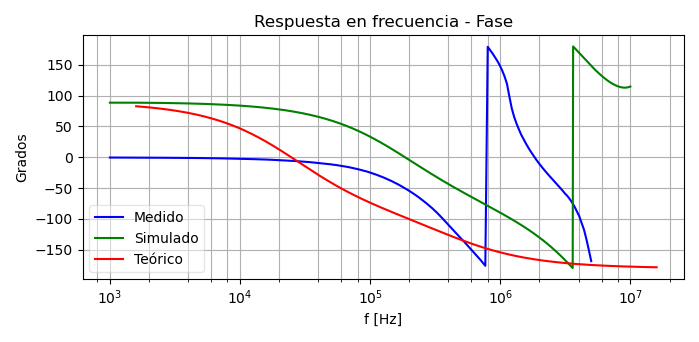 Respuesta en frecuencia - Fase
Grados
150
100
50
0
−50
−100
−150
Medido
Simulado
Teórico
10³
10⁴
10⁵
10⁶
10⁷
f [Hz]